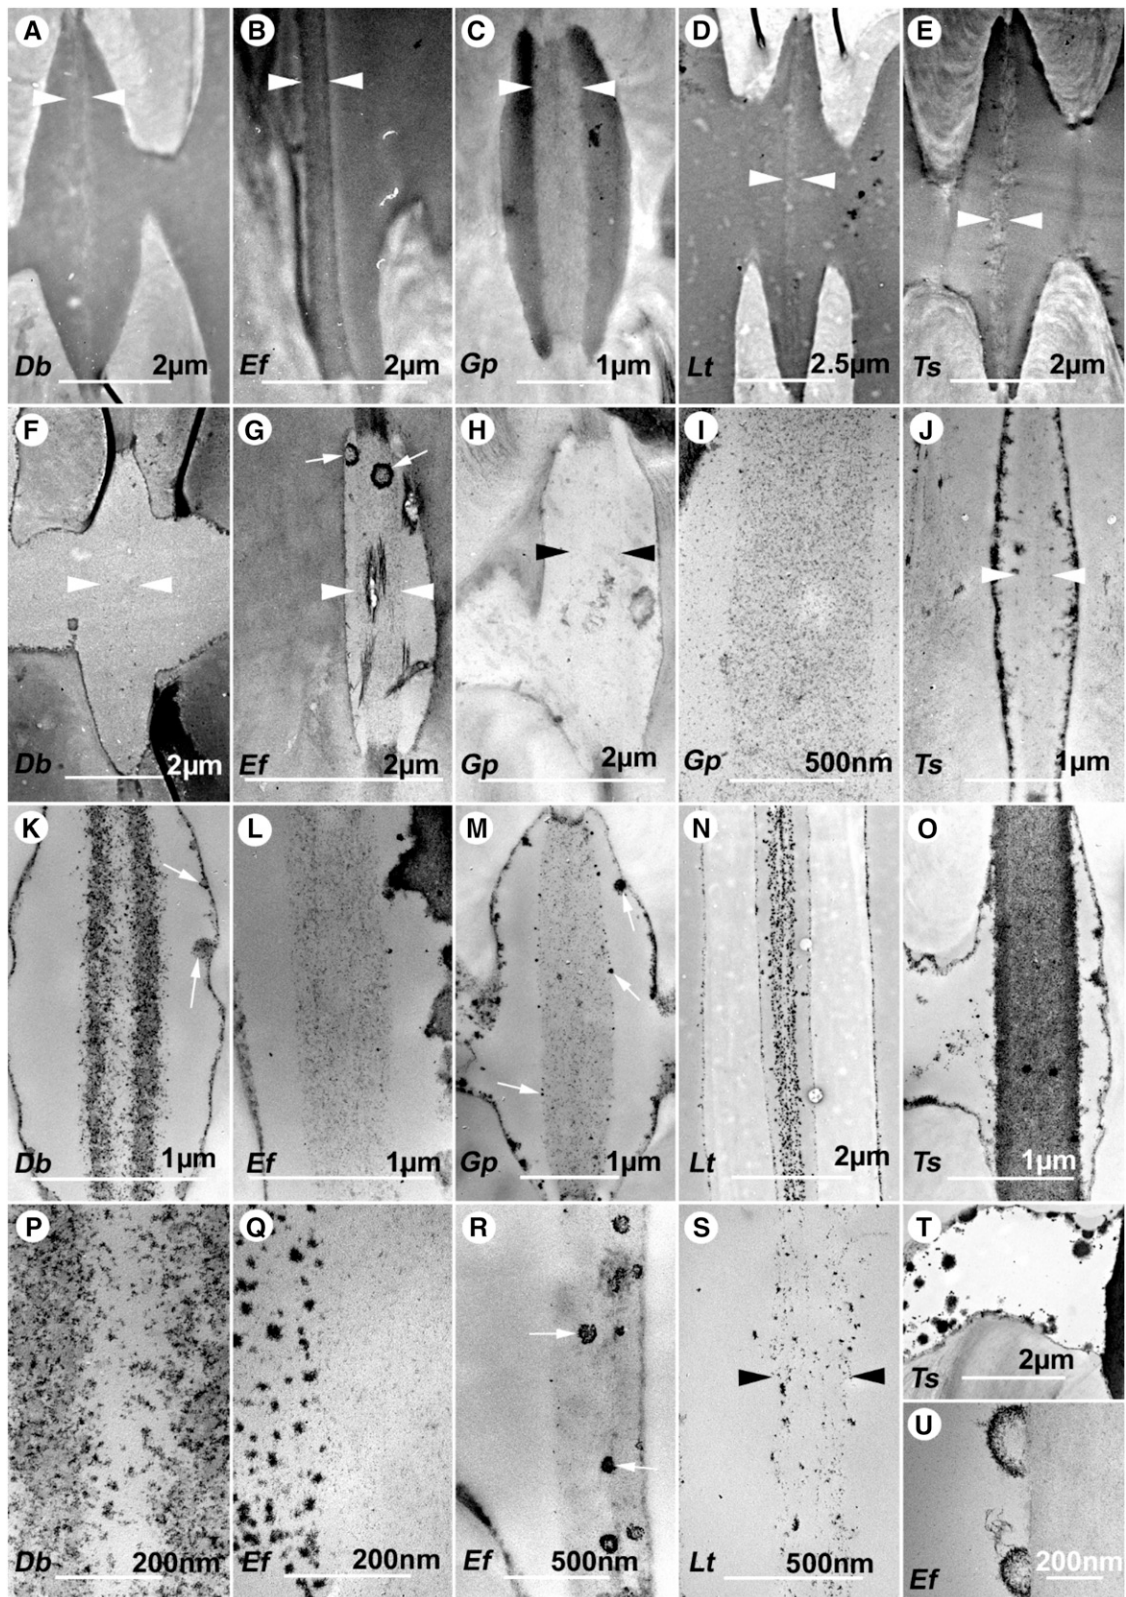 A B C D E
Db 2µm Ef 2µm Gp 1µm Lt 2.5µm Ts 2µm
F G H I J
Db 2µm Ef 2µm Gp 2µm Gp 500nm Ts 1µm
K L M N O
Db 1µm Ef 1µm Gp 1µm Lt 2µm Ts 1µm
P Q R S T
Ts 2µm
U
Db 200nm Ef 200nm Ef 500nm Lt 500nm Ef 200nm